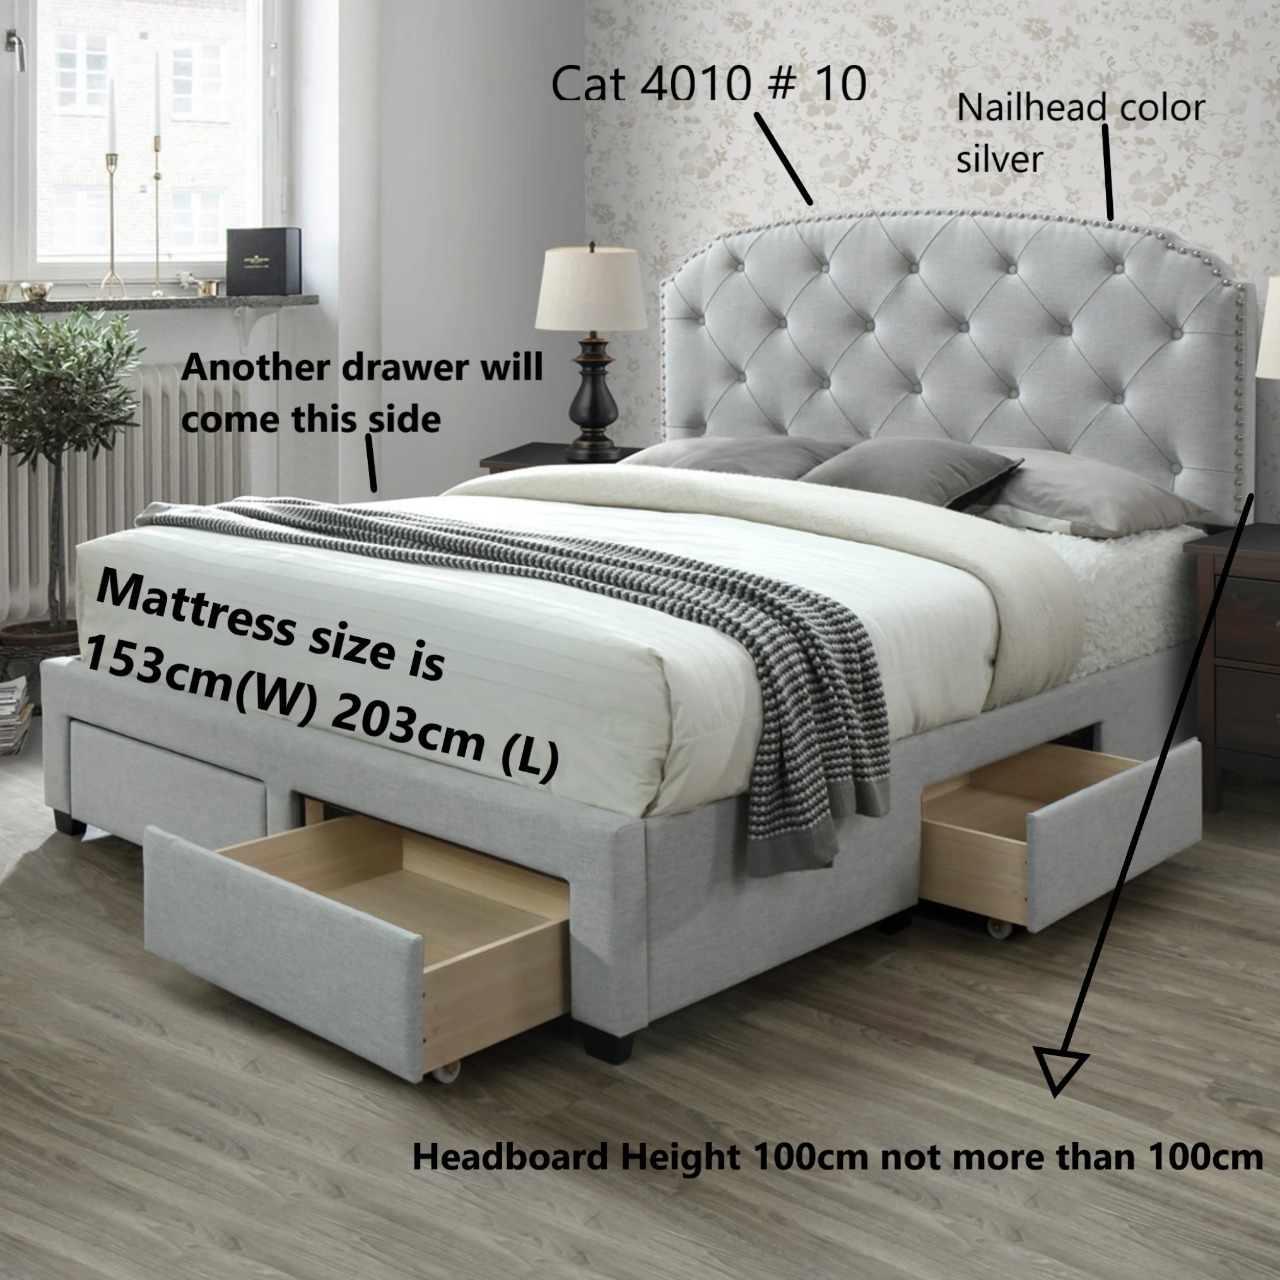 Cat 4010 # 10
Nailhead color
silver
Another drawer will
come this side
Mattress size is
153cm(W) 203cm (L)
Headboard Height 100cm not more than 100cm